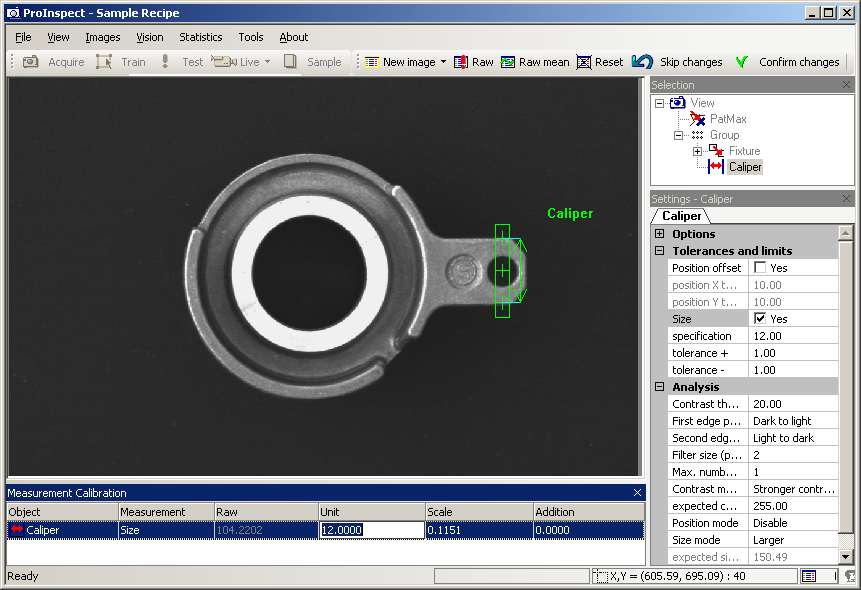 ProInspect - Sample Recipe
File View Images Vision Statistics Tools About
Acquire Train Test Live Sample New image Raw Raw mean Reset Skip changes Confirm changes
Caliper
Selection
View
PatMax
Group
Fixture
Caliper
Settings - Caliper
Caliper
Options
Tolerances and limits
Position offset Yes
position X t... 10.00
position Y t... 10.00
Size Yes
specification 12.00
tolerance + 1.00
tolerance - 1.00
Analysis
Contrast th... 20.00
First edge p... Dark to light
Second edg... Light to dark
Filter size (p... 2
Max. numb... 1
Contrast m... Stronger contr...
expected c... 255.00
Position mode Disable
Size mode Larger
expected si... 150.49
Measurement Calibration
Object Measurement Raw Unit Scale Addition
Caliper Size 104.2202 12.0000 0.1151 0.0000
Ready
X,Y = (605.59, 695.09) : 40